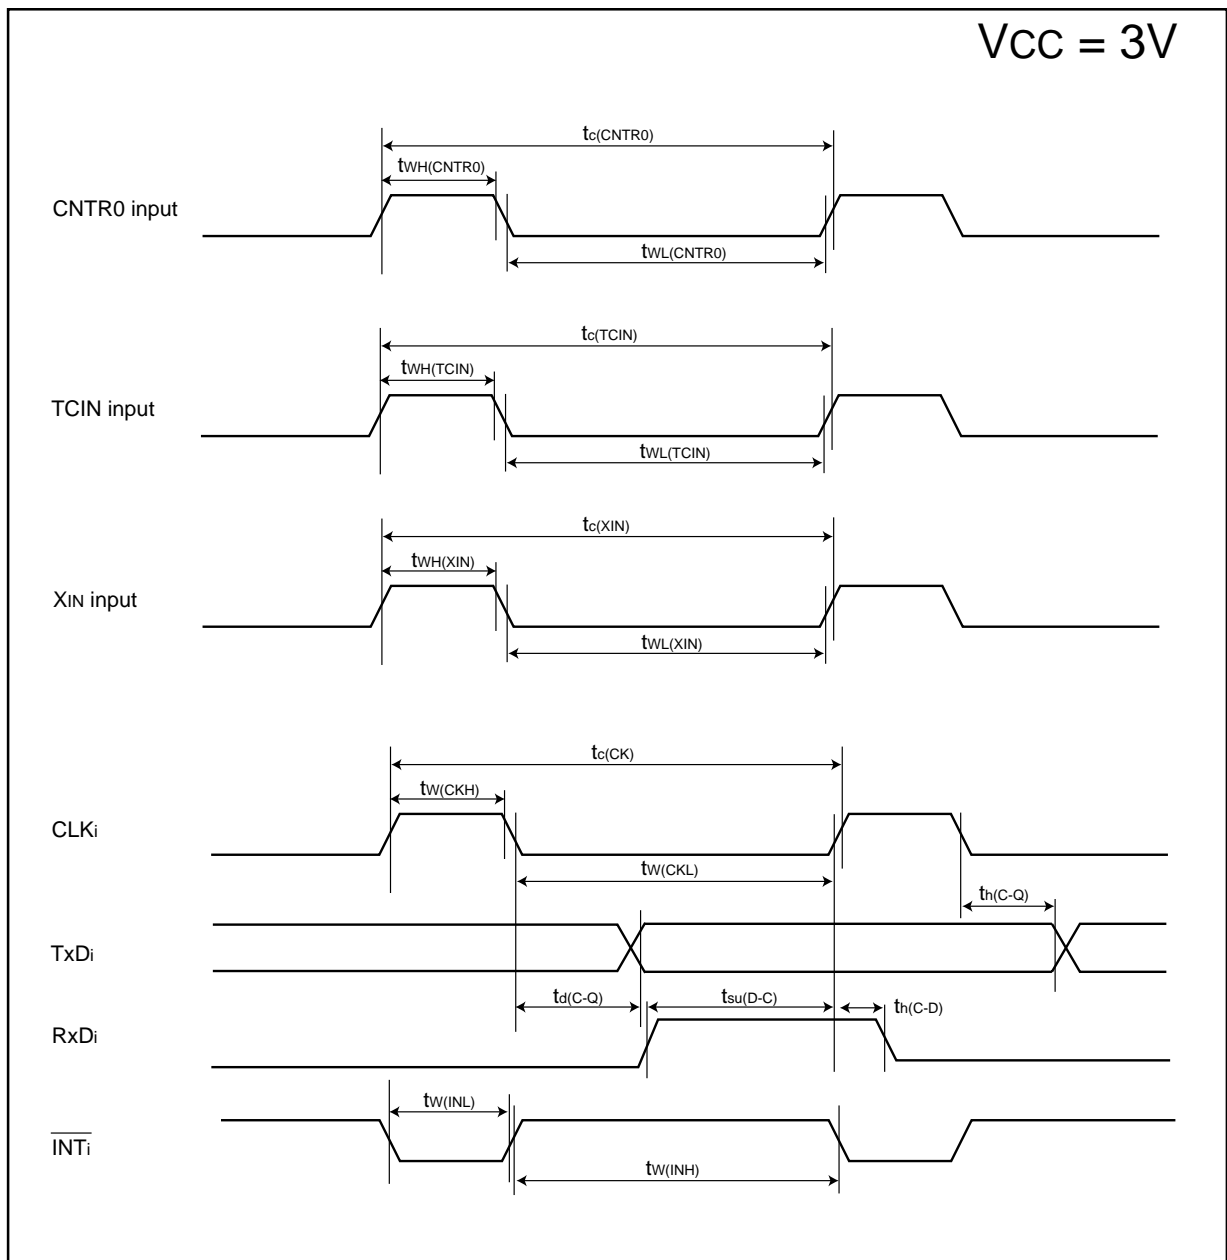 VCC = 3V
tc(CNTR0)
tWH(CNTR0)
CNTR0 input
tWL(CNTR0)
tc(TCIN)
tWH(TCIN)
TCIN input
tWL(TCIN)
tc(XIN)
tWH(XIN)
XIN input
tWL(XIN)
tc(CK)
tW(CKH)
CLKi
tW(CKL)
th(C-Q)
TxDi
td(C-Q)
tsu(D-C)
th(C-D)
RxDi
tW(INL)
INTi
tW(INH)